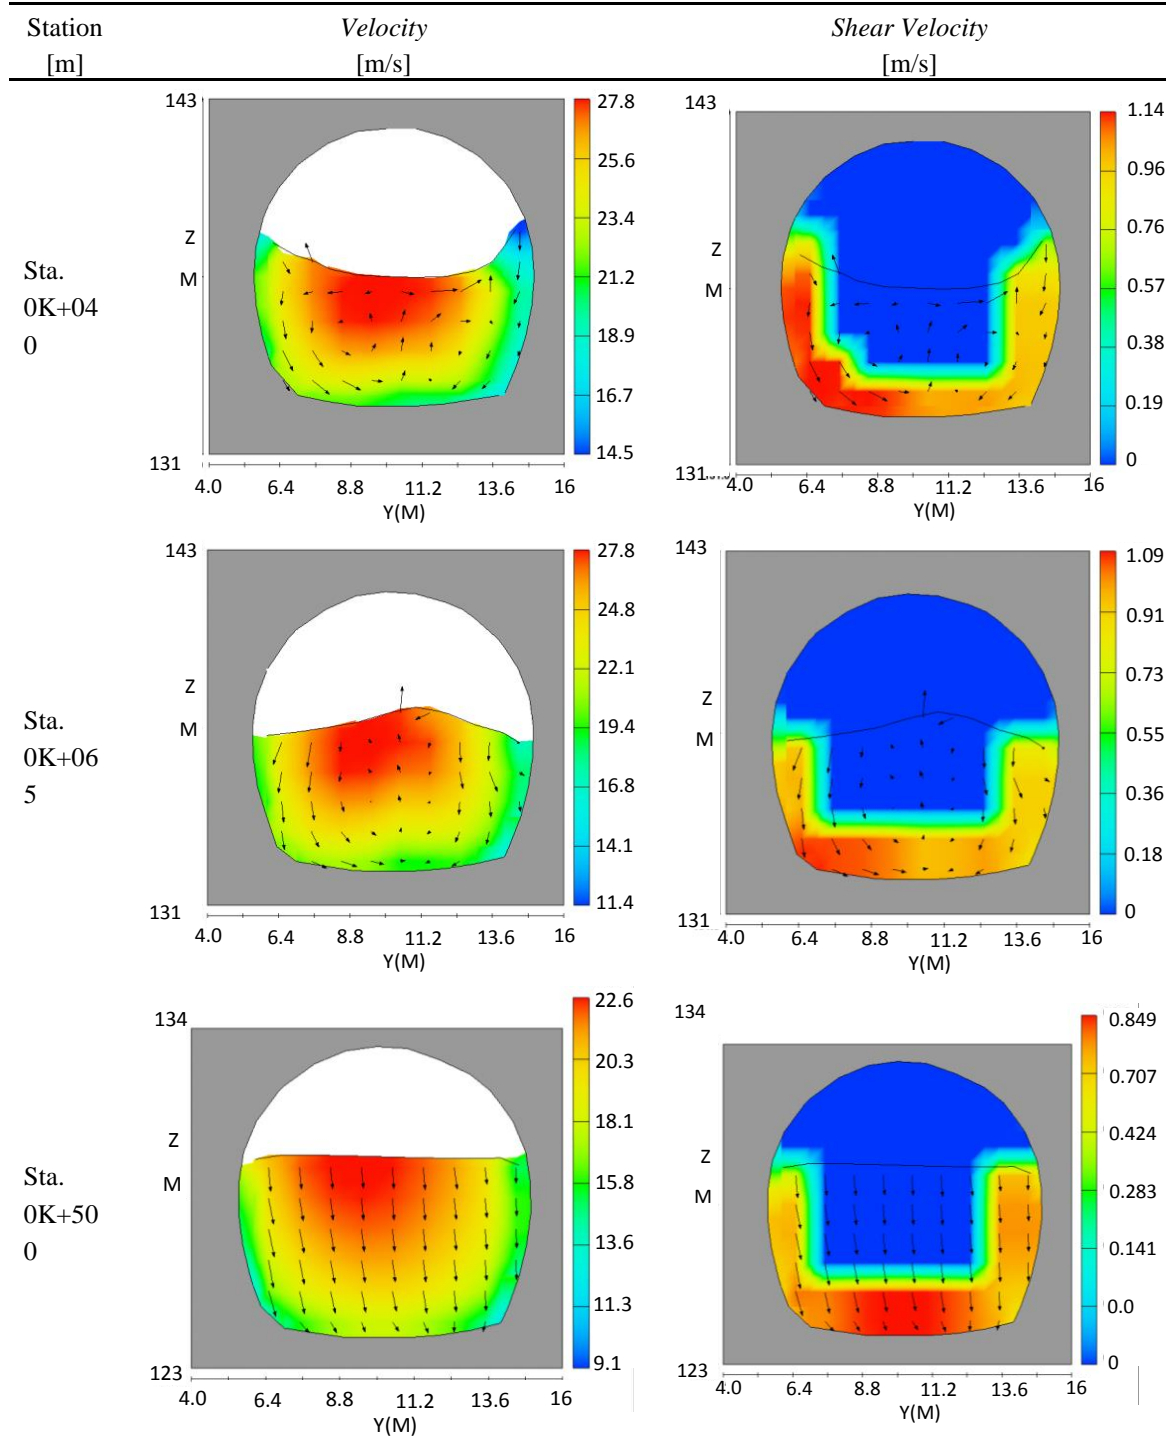 Station Velocity Shear Velocity
[m] [m/s] [m/s]
143
Z
M
131
4.0 6.4 8.8 11.2 13.6 16
Y(M)
27.8
25.6
23.4
21.2
18.9
16.7
14.5
143
Z
M
131
4.0 6.4 8.8 11.2 13.6 16
Y(M)
1.14
0.96
0.76
0.57
0.38
0.19
0
Sta.
0K+04
0
143
Z
M
131
4.0 6.4 8.8 11.2 13.6 16
Y(M)
27.8
24.8
22.1
19.4
16.8
14.1
11.4
143
Z
M
131
4.0 6.4 8.8 11.2 13.6 16
Y(M)
1.09
0.91
0.73
0.55
0.36
0.18
0
Sta.
0K+06
5
134
Z
M
123
4.0 6.4 8.8 11.2 13.6 16
Y(M)
22.6
20.3
18.1
15.8
13.6
11.3
9.1
134
Z
M
123
4.0 6.4 8.8 11.2 13.6 16
Y(M)
0.849
0.707
0.424
0.283
0.141
0.0
0
Sta.
0K+50
0